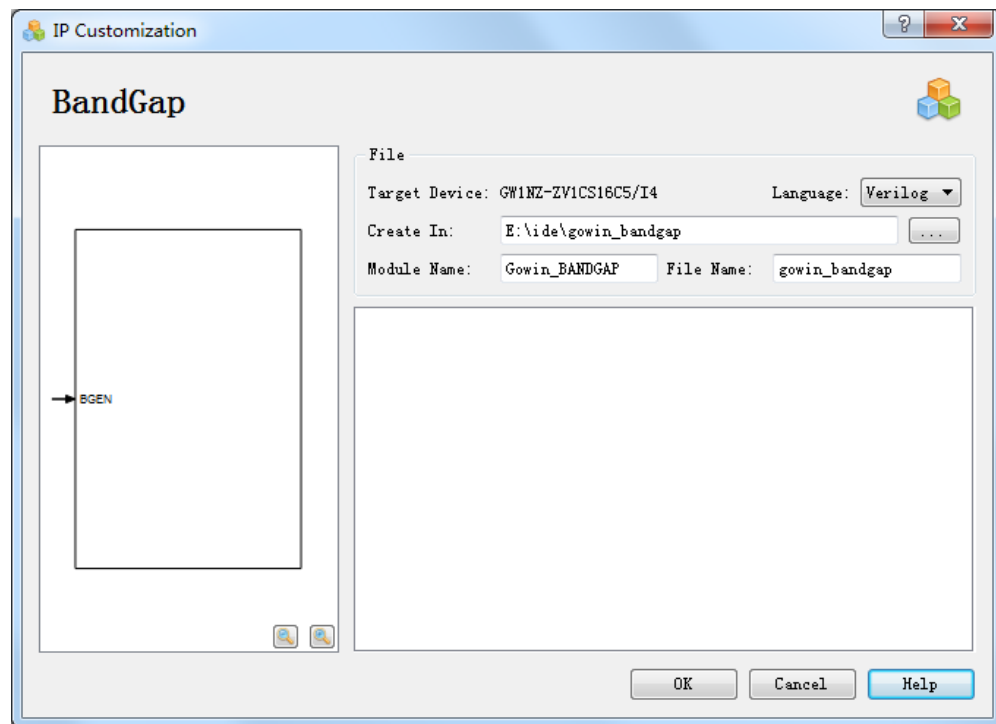 IP Customization
BandGap
File
Target Device: GW1NZ-ZV1CS16C5/I4 Language: Verilog
Create In: E:\ide\gowin_bandgap ...
Module Name: Gowin_BANDGAP File Name: gowin_bandgap
BGEN
OK Cancel Help